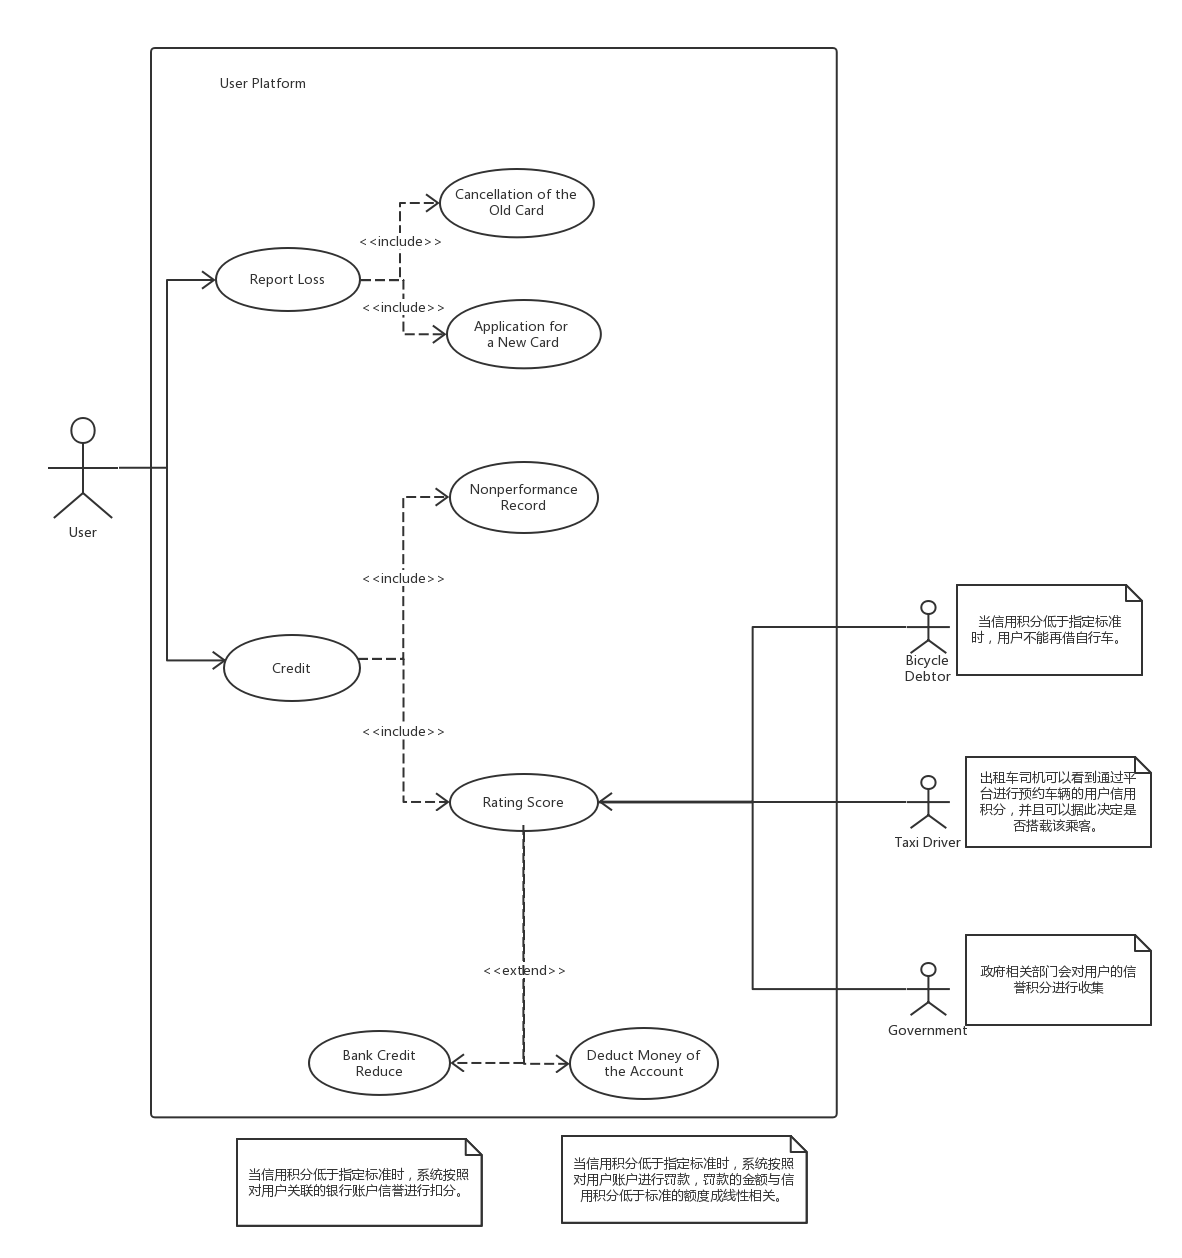 User Platform
Cancellation of the
Old Card
<<include>>
Report Loss
<<include>>
Application for
a New Card
User
Nonperformance
Record
<<include>>
Credit
<<include>>
Rating Score
Bicycle
Debtor
当信用积分低于指定标准
时，用户不能再借自行车。
Taxi Driver
出租车司机可以看到通过平
台进行预约车辆的用户信用
积分，并且可以据此决定是
否搭载该乘客。
Government
政府相关部门会对用户的信
誉积分进行收集
<<extend>>
Bank Credit
Reduce
Deduct Money of
the Account
当信用积分低于指定标准时，系统按照
对用户关联的银行账户信誉进行扣分。
当信用积分低于指定标准时，系统按照
对用户账户进行罚款，罚款的金额与信
用积分低于标准的额度成线性相关。